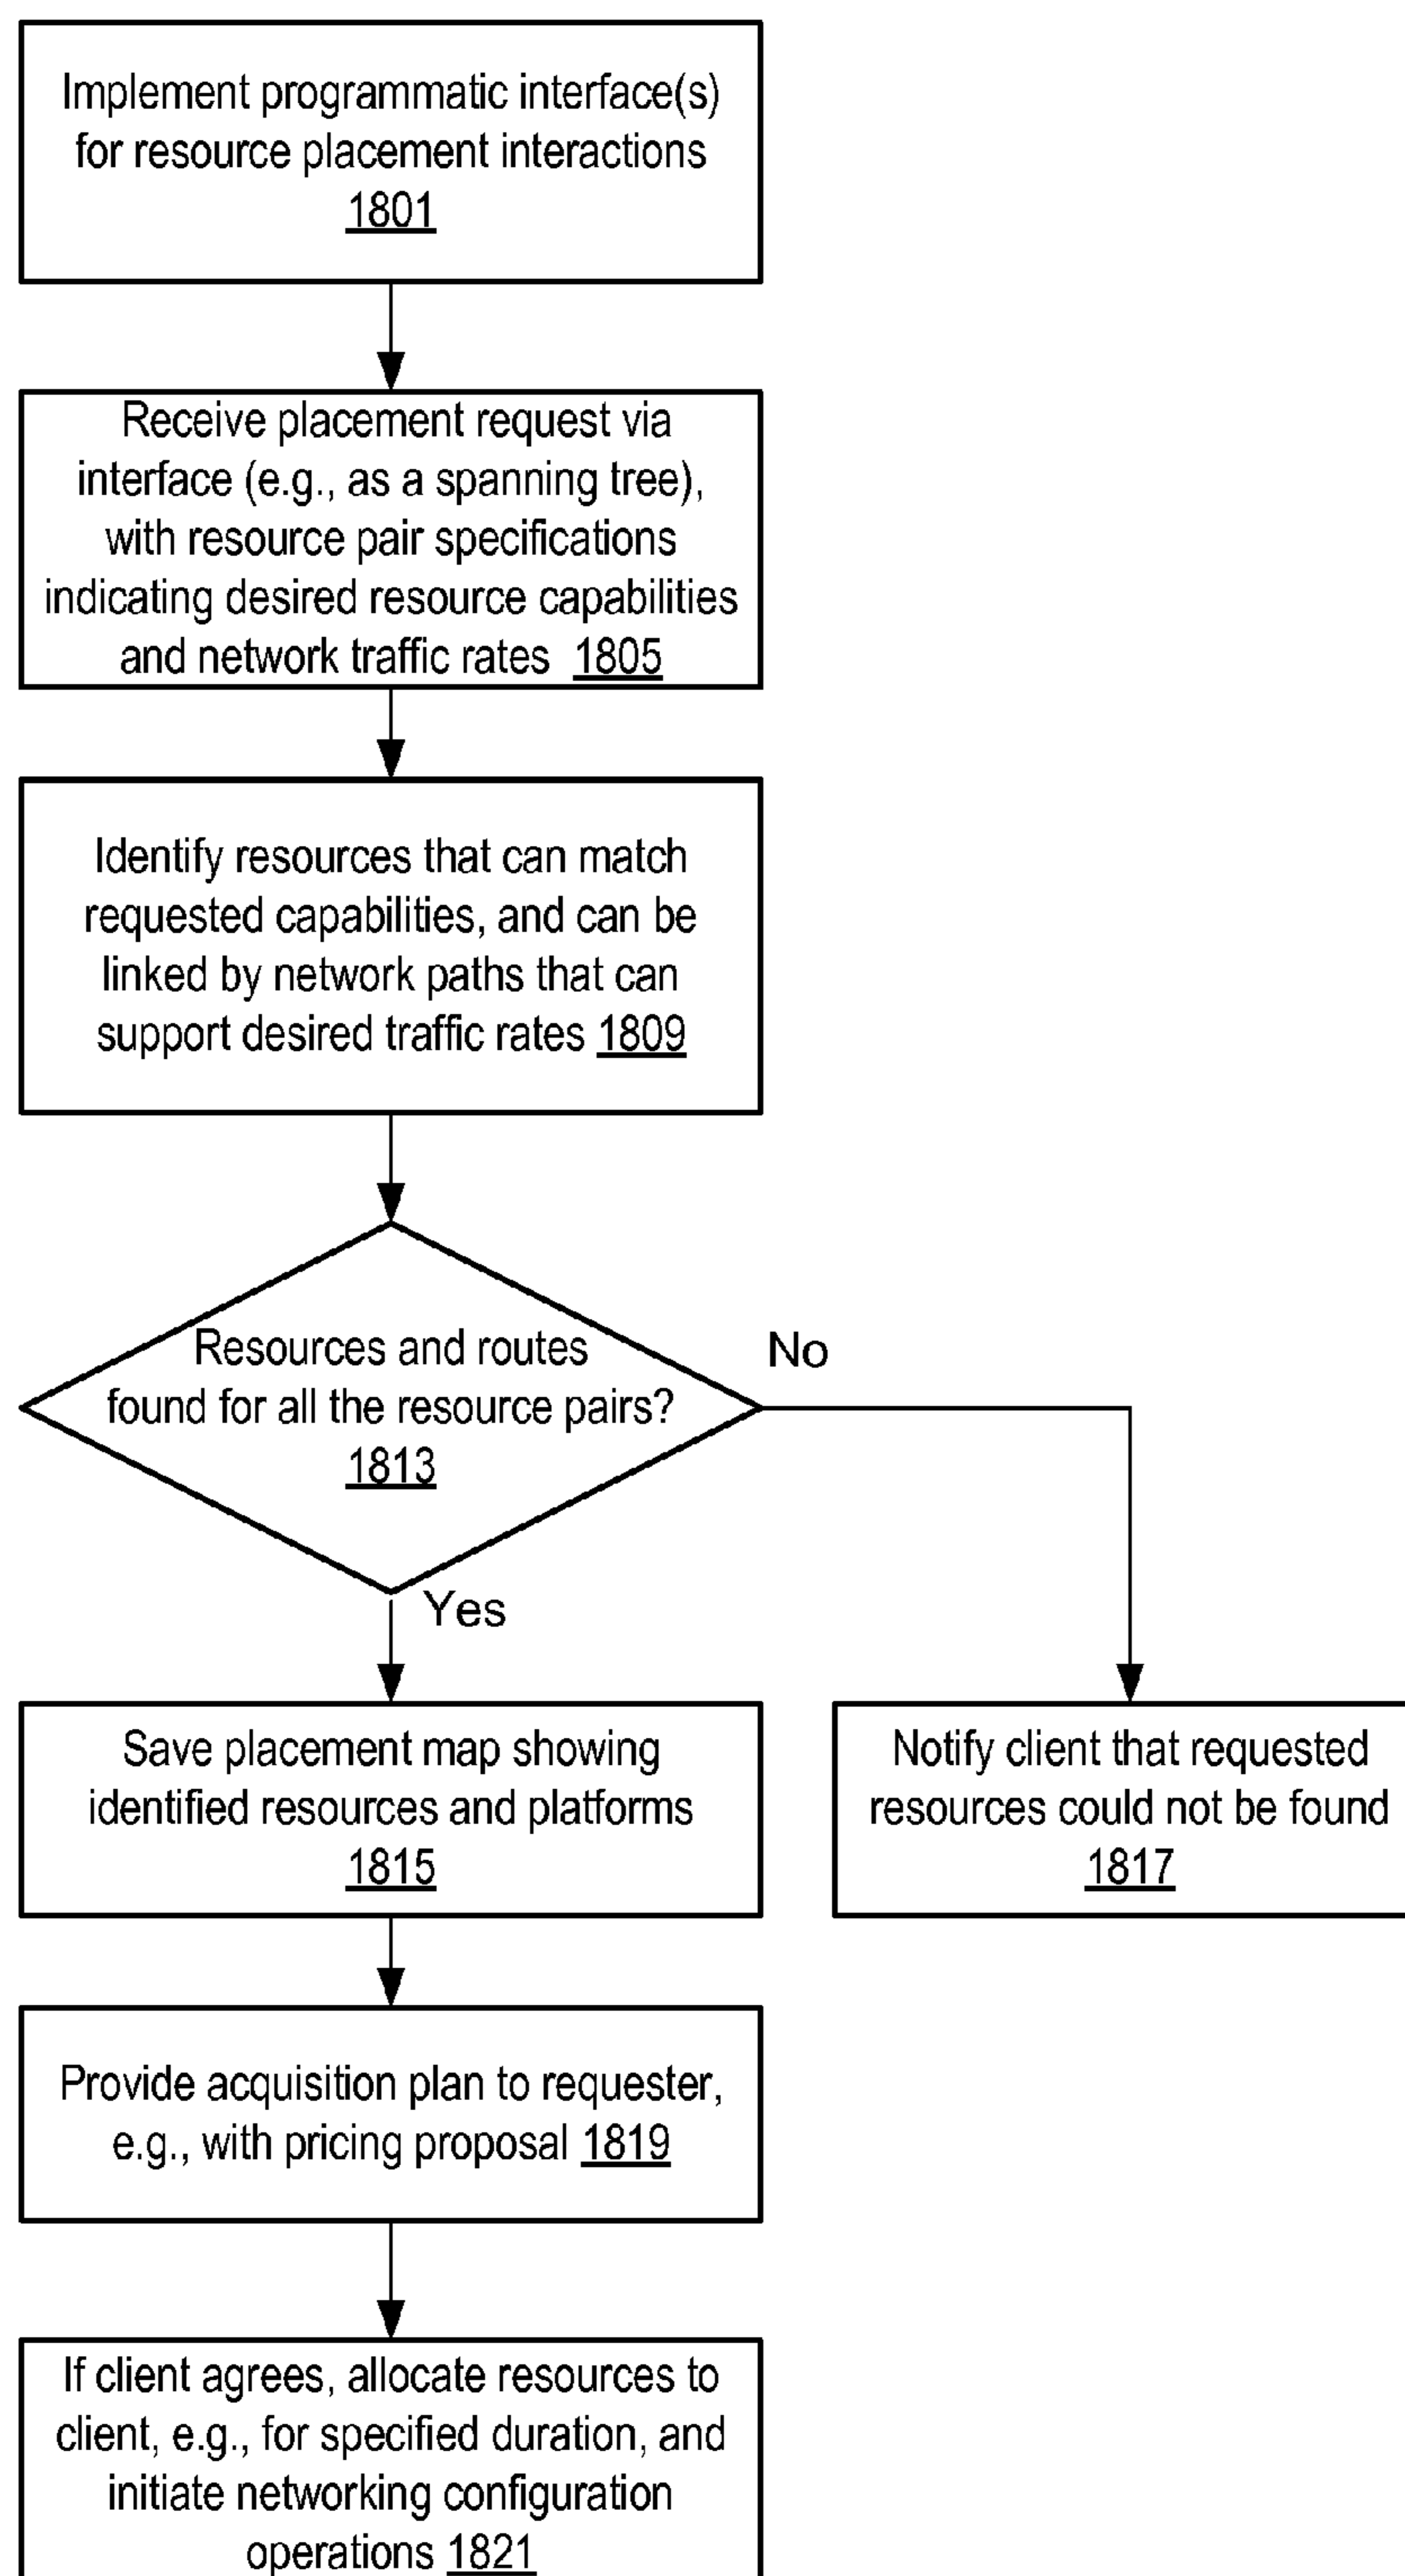 Implement programmatic interface(s)
for resource placement interactions
1801
Receive placement request via
interface (e.g., as a spanning tree),
with resource pair specifications
indicating desired resource capabilities
and network traffic rates 1805
Identify resources that can match
requested capabilities, and can be
linked by network paths that can
support desired traffic rates 1809
Resources and routes
found for all the resource pairs?
1813
No
Yes
Save placement map showing
identified resources and platforms
1815
Notify client that requested
resources could not be found
1817
Provide acquisition plan to requester,
e.g., with pricing proposal 1819
If client agrees, allocate resources to
client, e.g., for specified duration, and
initiate networking configuration
operations 1821